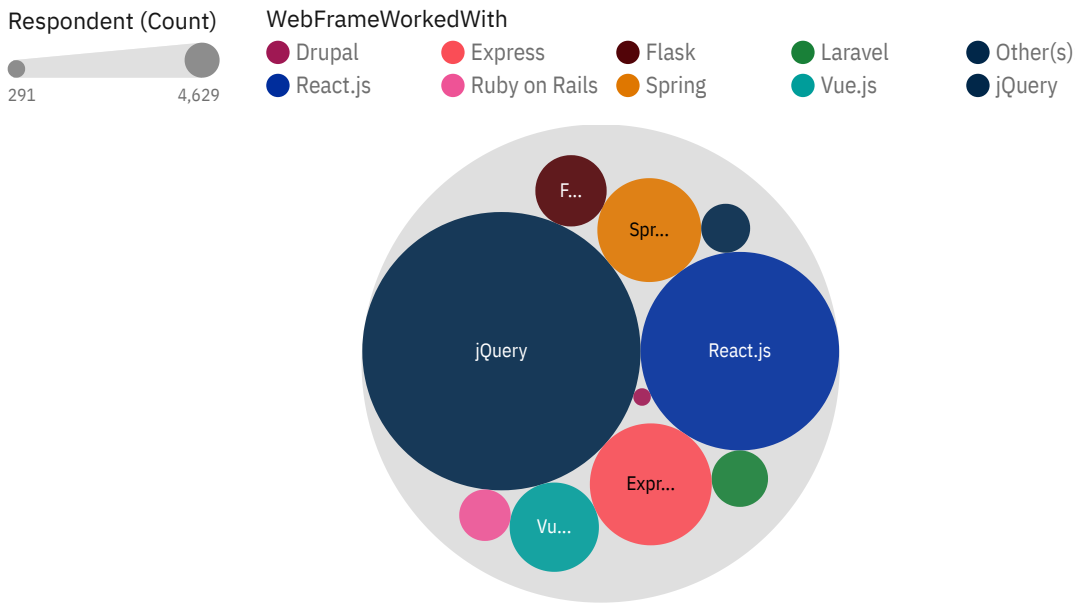 Respondent (Count)
291 4,629
WebFrameWorkedWith
Drupal Express Flask Laravel Other(s)
React.js Ruby on Rails Spring Vue.js jQuery
F...
Spr...
jQuery
React.js
Expr...
Vu...